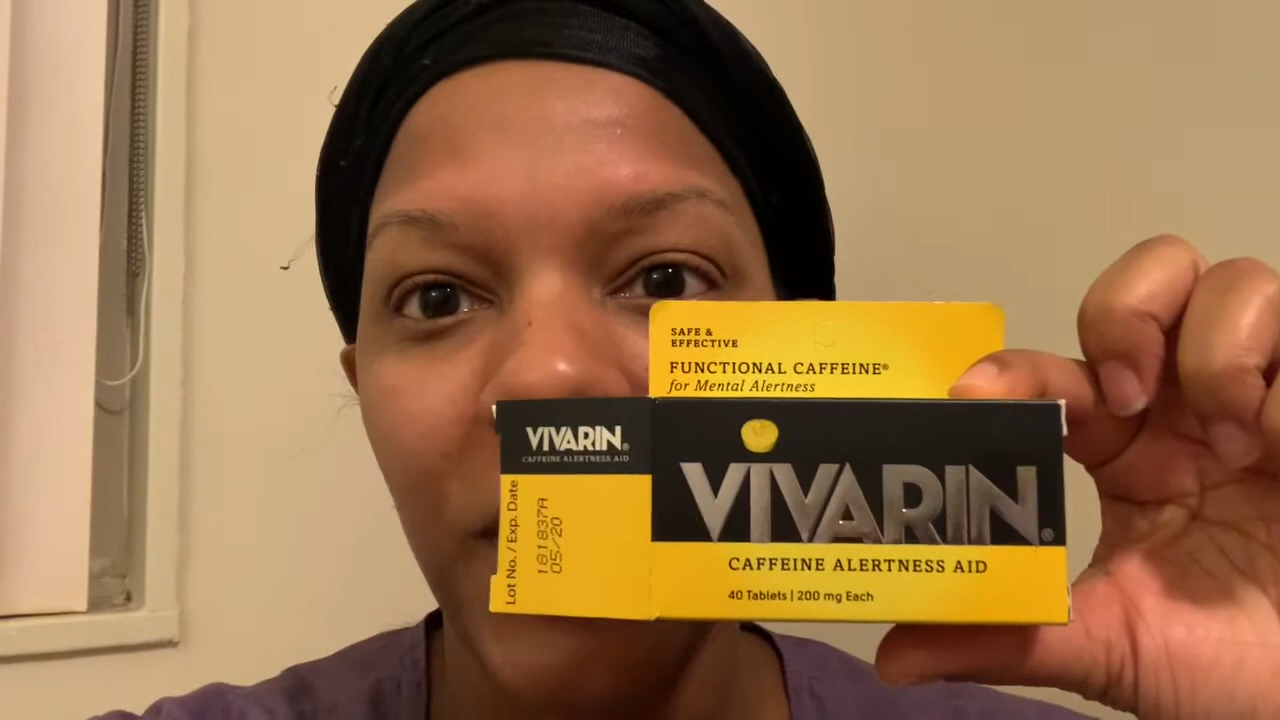 SAFE &
EFFECTIVE
FUNCTIONAL CAFFEINE®
for Mental Alertness
VIVARIN®
CAFFEINE ALERTNESS AID
Lot No. / Exp. Date
181837A
05/20
VIVARIN®
CAFFEINE ALERTNESS AID
40 Tablets | 200 mg Each